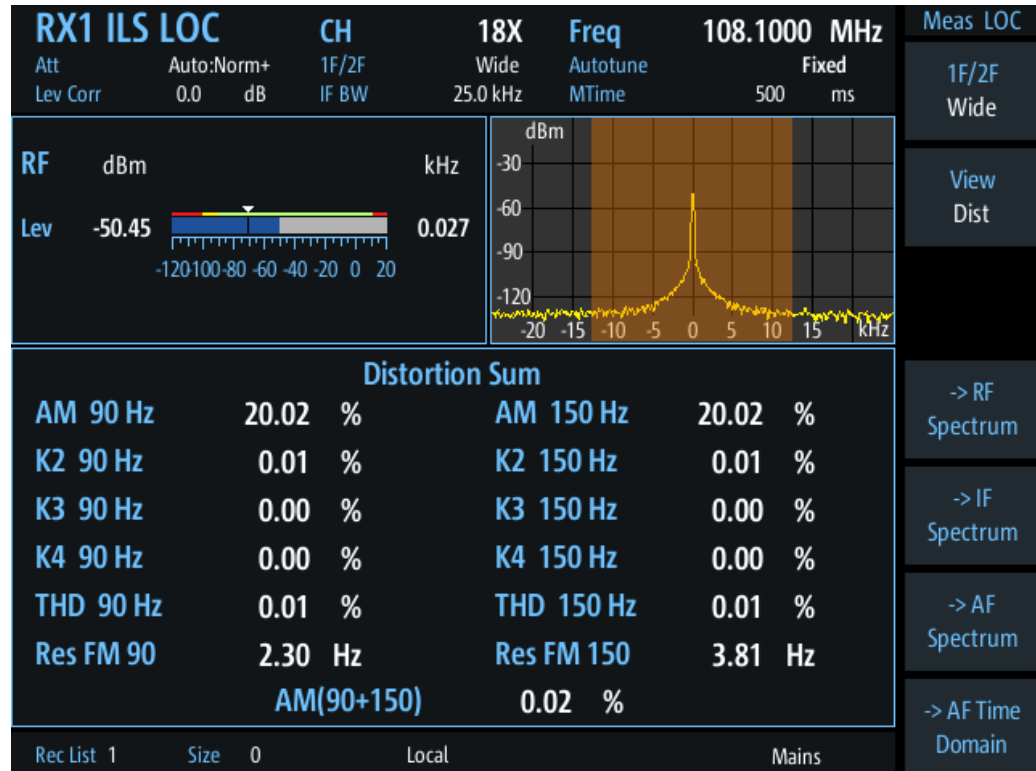 RX1 ILS LOC CH 18X Freq 108.1000 MHz
Att Auto:Norm+ 1F/2F Wide Autotune Fixed
Lev Corr 0.0 dB IF BW 25.0 kHz MTime 500 ms
Meas LOC
1F/2F
Wide
View
Dist
-> RF
Spectrum
-> IF
Spectrum
-> AF
Spectrum
-> AF Time
Domain
RF dBm kHz
Lev -50.45 0.027
-120 -100 -80 -60 -40 -20 0 20
dBm
-30
-60
-90
-120
-20 -15 -10 -5 0 5 10 15 kHz
Distortion Sum
AM 90 Hz 20.02 % AM 150 Hz 20.02 %
K2 90 Hz 0.01 % K2 150 Hz 0.01 %
K3 90 Hz 0.00 % K3 150 Hz 0.00 %
K4 90 Hz 0.00 % K4 150 Hz 0.00 %
THD 90 Hz 0.01 % THD 150 Hz 0.01 %
Res FM 90 2.30 Hz Res FM 150 3.81 Hz
AM(90+150) 0.02 %
Rec List 1 Size 0 Local Mains